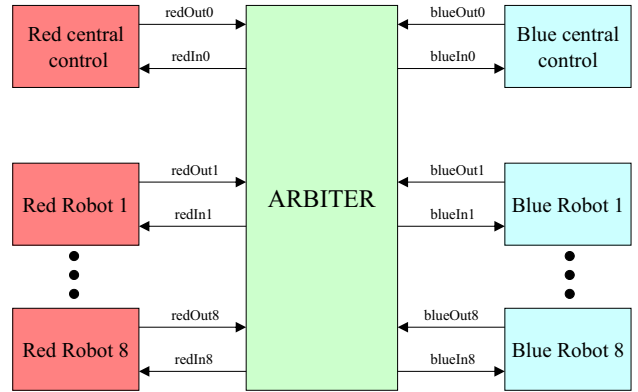 Red central
control
redOut0
redIn0
blueOut0
blueIn0
Blue central
control
Red Robot 1
redOut1
redIn1
ARBITER
blueOut1
blueIn1
Blue Robot 1
Red Robot 8
redOut8
redIn8
blueOut8
blueIn8
Blue Robot 8